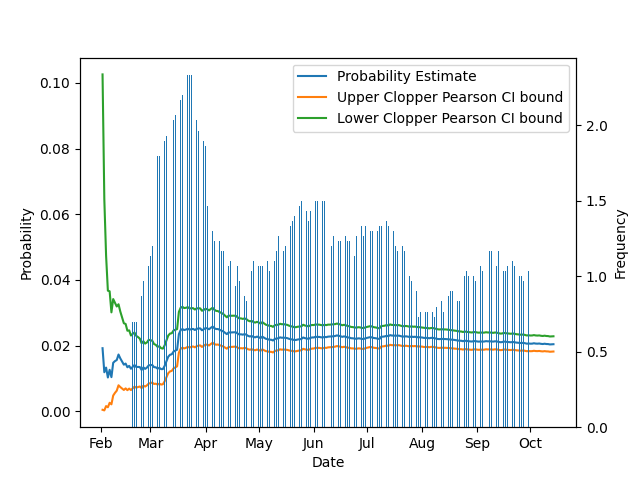 Probability Estimate
Upper Clopper Pearson CI bound
Lower Clopper Pearson CI bound
0.10
0.08
0.06
0.04
0.02
0.00
Probability
2.0
1.5
1.0
0.5
0.0
Frequency
Feb Mar Apr May Jun Jul Aug Sep Oct
Date